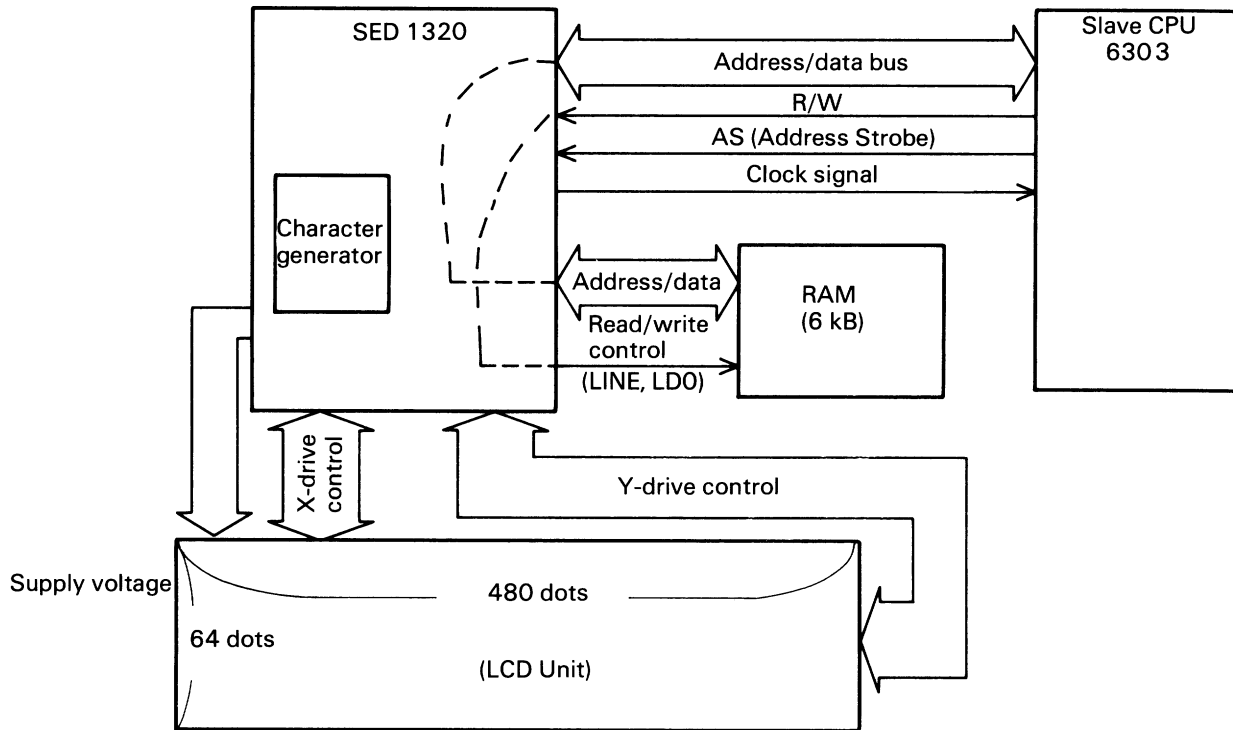 SED 1320
Slave CPU
6303
Address/data bus
R/W
AS (Address Strobe)
Clock signal
Character
generator
Address/data
RAM
(6 kB)
Read/write
control
(LINE, LD0)
X-drive
control
Y-drive control
Supply voltage
480 dots
64 dots
(LCD Unit)